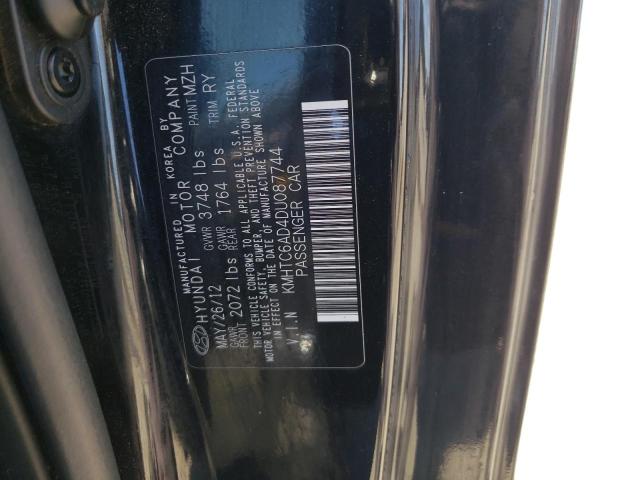 MANUFACTURED IN KOREA BY
HYUNDAI MOTOR COMPANY
MAY/26/12 GVWR 3748 lbs PAINT MZH
GAWR FRONT 2072 lbs GAWR REAR 1764 lbs TRIM RY
THIS VEHICLE CONFORMS TO ALL APPLICABLE U.S.A. FEDERAL
MOTOR VEHICLE SAFETY, BUMPER, AND THEFT PREVENTION STANDARDS
IN EFFECT ON THE DATE OF MANUFACTURE SHOWN ABOVE
V.I.N KMHTC6AD4DU087744
PASSENGER CAR